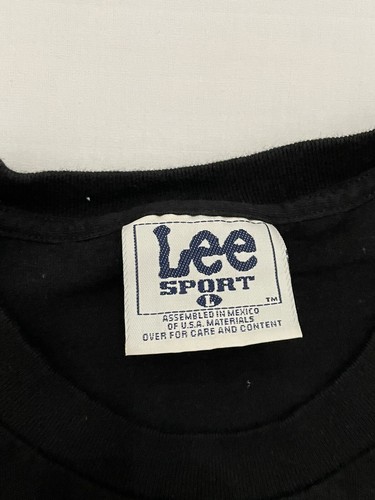 Lee
SPORT
L
TM
ASSEMBLED IN MEXICO
OF U.S.A. MATERIALS
OVER FOR CARE AND CONTENT